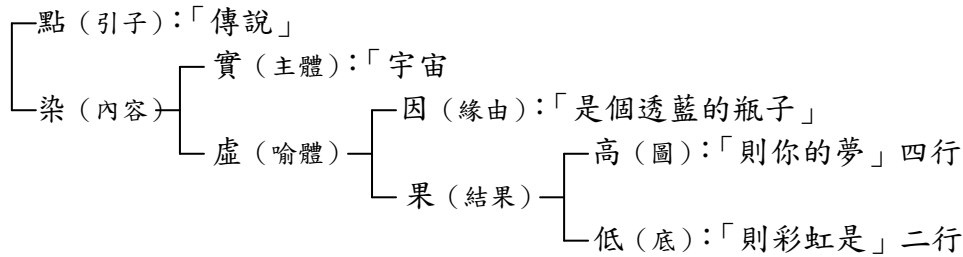 點（引子）：「傳說」
實（主體）：「宇宙
染（內容）
因（緣由）：「是個透藍的瓶子」
虛（喻體）
高（圖）：「則你的夢」四行
果（結果）
低（底）：「則彩虹是」二行